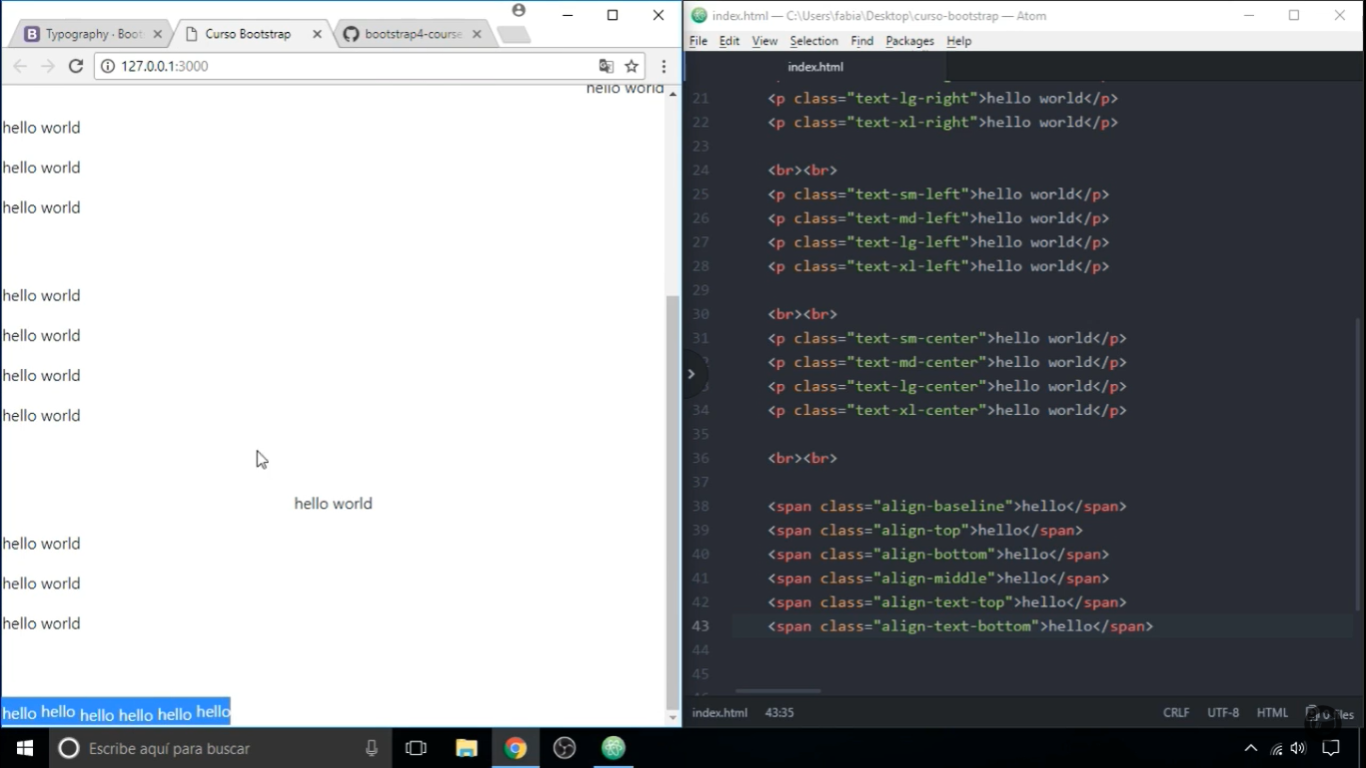 Typography · Boot
Curso Bootstrap
bootstrap4-course
127.0.0.1:3000
hello world
hello world
hello world
hello world
hello world
hello world
hello world
hello world
hello world
hello world
hello world
hello world
hello hello hello hello hello hello
index.html — C:\Users\fabia\Desktop\curso-bootstrap — Atom
File Edit View Selection Find Packages Help
index.html
21 <p class="text-lg-right">hello world</p>
22 <p class="text-xl-right">hello world</p>
23
24 <br><br>
25 <p class="text-sm-left">hello world</p>
26 <p class="text-md-left">hello world</p>
27 <p class="text-lg-left">hello world</p>
28 <p class="text-xl-left">hello world</p>
29
30 <br><br>
31 <p class="text-sm-center">hello world</p>
<p class="text-md-center">hello world</p>
<p class="text-lg-center">hello world</p>
34 <p class="text-xl-center">hello world</p>
35
36 <br><br>
37
38 <span class="align-baseline">hello</span>
39 <span class="align-top">hello</span>
40 <span class="align-bottom">hello</span>
41 <span class="align-middle">hello</span>
42 <span class="align-text-top">hello</span>
43 <span class="align-text-bottom">hello</span>
44
45
index.html 43:35 CRLF UTF-8 HTML
Escribe aquí para buscar